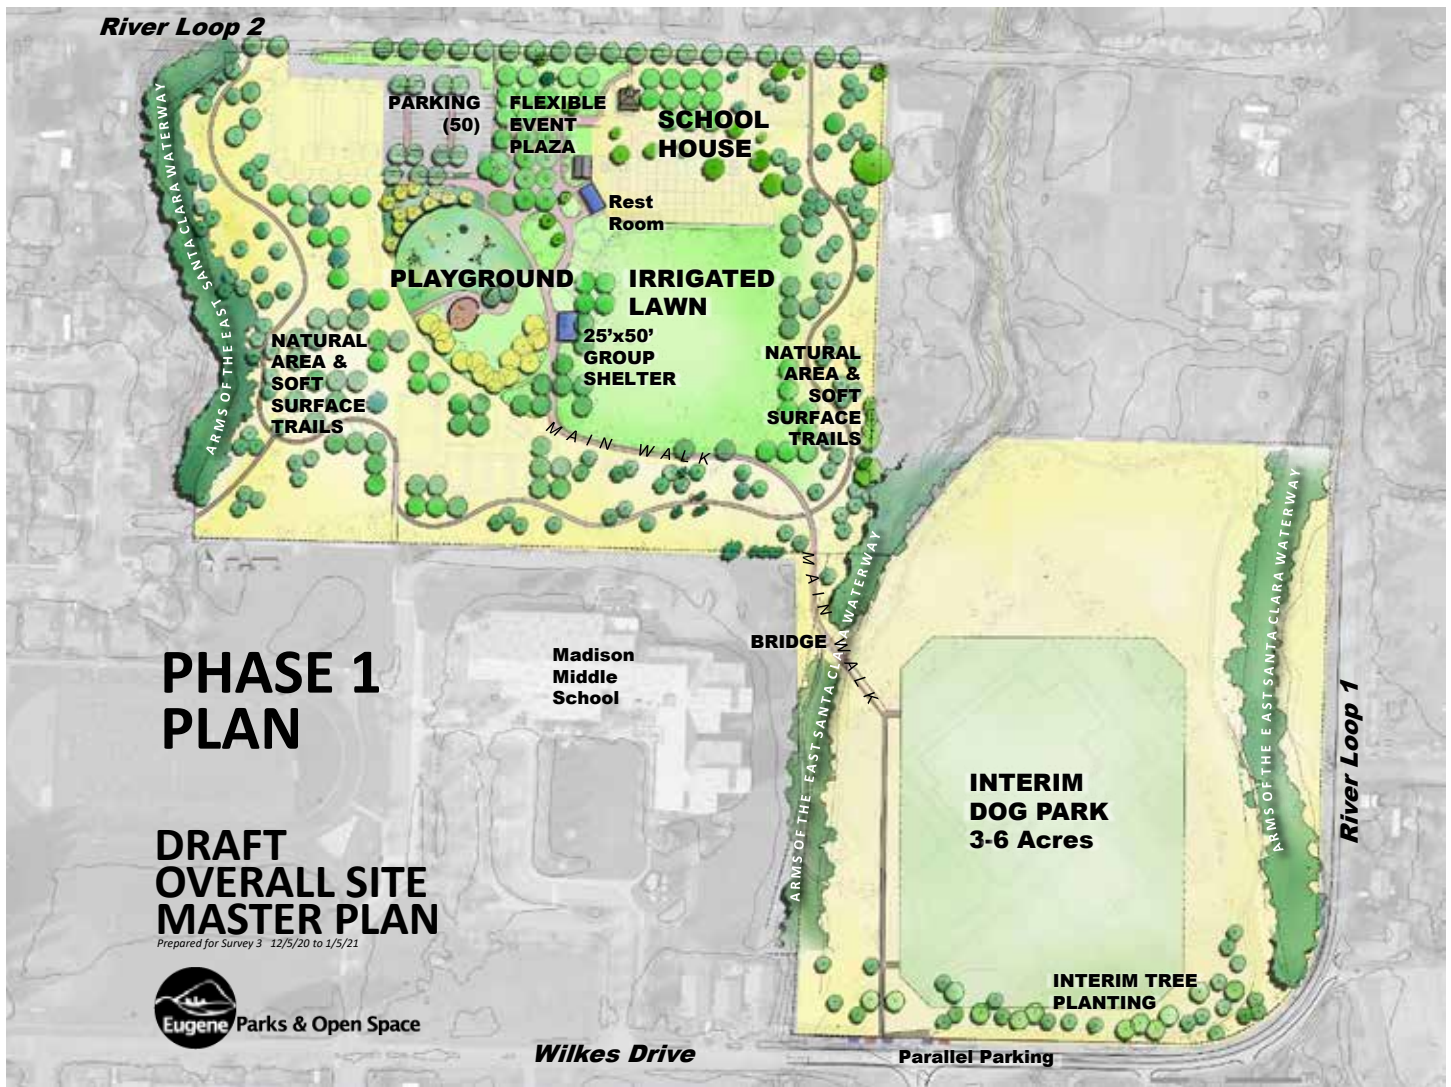 River Loop 2
PARKING
(50)
FLEXIBLE
EVENT
PLAZA
SCHOOL
HOUSE
Rest
Room
PLAYGROUND
IRRIGATED
LAWN
25’x50’
GROUP
SHELTER
NATURAL
AREA &
SOFT
SURFACE
TRAILS
NATURAL
AREA &
SOFT
SURFACE
TRAILS
ARMS OF THE EAST SANTA CLARA WATERWAY
MAIN WALK
MAIN WALK
BRIDGE
ARMS OF THE EAST SANTA CLARA WATERWAY
ARMS OF THE EAST SANTA CLARA WATERWAY
Madison
Middle
School
PHASE 1
PLAN
INTERIM
DOG PARK
3-6 Acres
River Loop 1
DRAFT
OVERALL SITE
MASTER PLAN
Prepared for Survey 3 12/5/20 to 1/5/21
INTERIM TREE
PLANTING
Eugene Parks & Open Space
Wilkes Drive
Parallel Parking